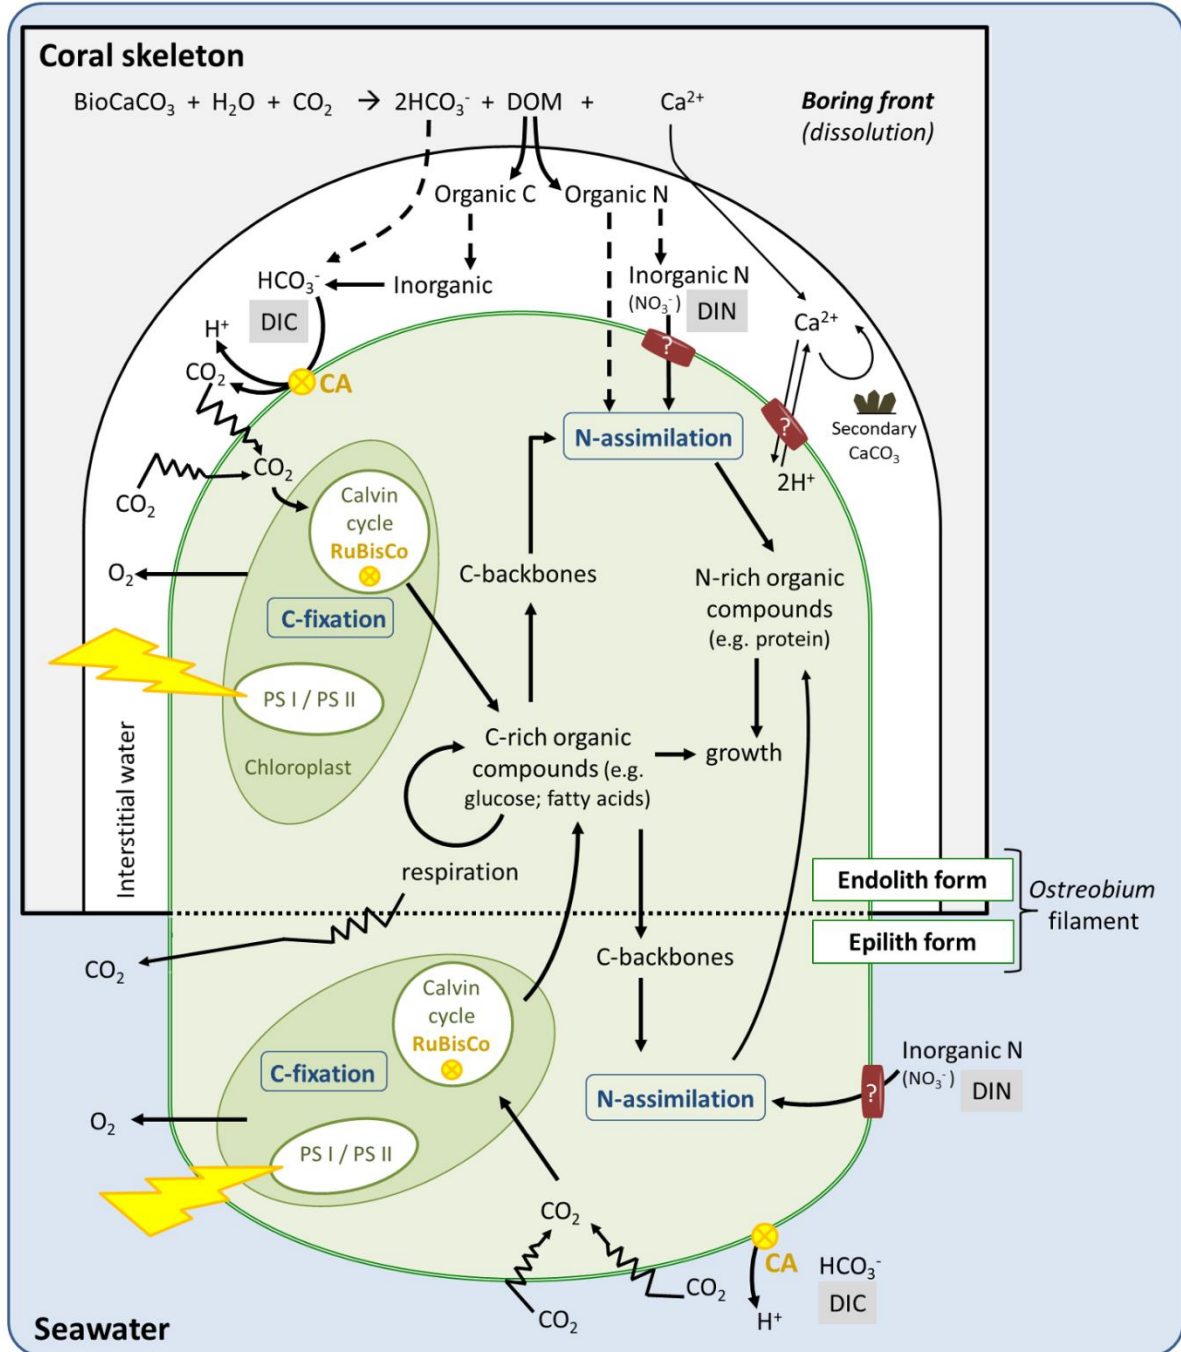 Coral skeleton
BioCaCO₃ + H₂O + CO₂ → 2HCO₃⁻ + DOM + Ca²⁺
Boring front
(dissolution)
Organic C
Organic N
HCO₃⁻
Inorganic
Inorganic N
(NO₃⁻)
DIN
DIC
H⁺
CO₂
CA
?
Ca²⁺
?
Secondary
CaCO₃
2H⁺
N-assimilation
CO₂
CO₂
Calvin
cycle
RuBisCo
O₂
C-fixation
C-backbones
N-rich organic
compounds
(e.g. protein)
PS I / PS II
Chloroplast
C-rich organic
compounds (e.g.
glucose; fatty acids)
growth
Interstitial water
respiration
Endolith form
Epilith form
Ostreobium
filament
CO₂
C-backbones
Calvin
cycle
RuBisCo
C-fixation
O₂
PS I / PS II
N-assimilation
?
Inorganic N
(NO₃⁻)
DIN
CO₂
CO₂
CO₂
CA
HCO₃⁻
DIC
H⁺
Seawater